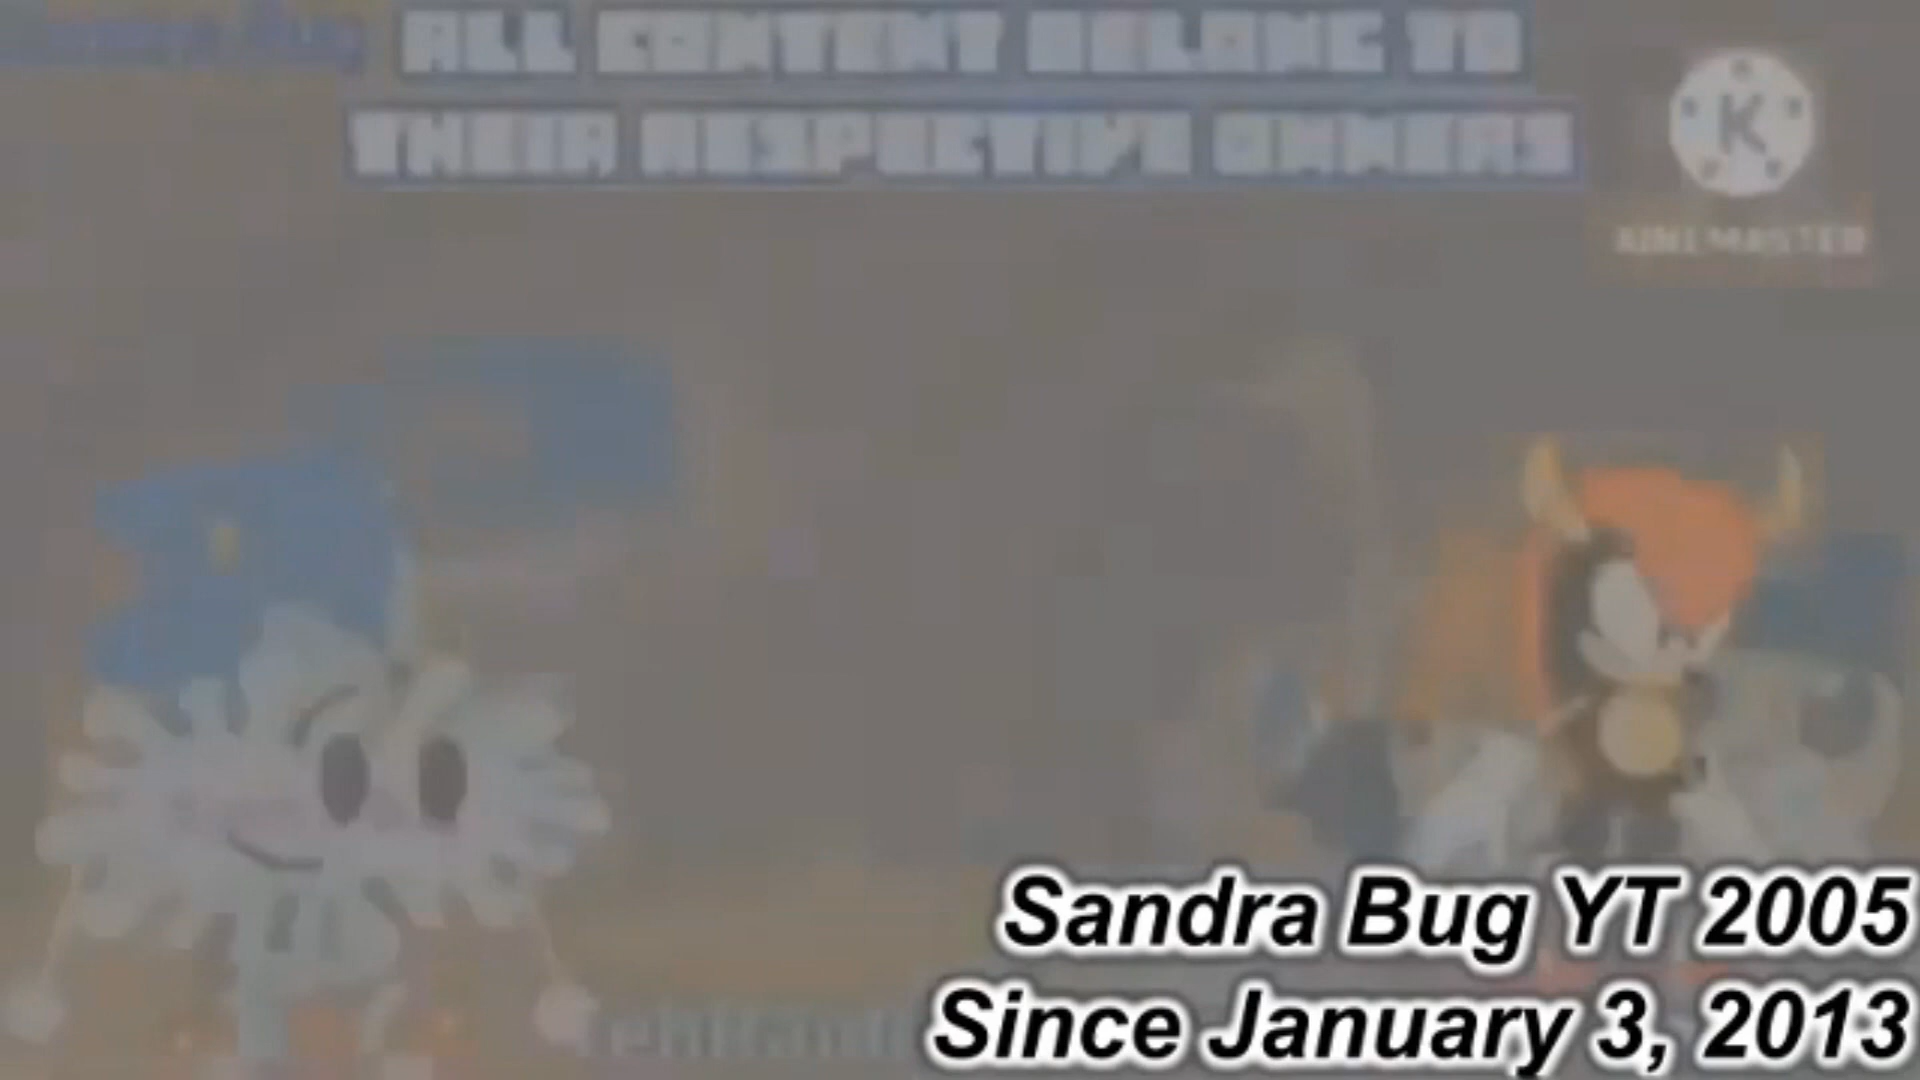 ALL CONTENT BELONG TO
THEIR RESPECTIVE OWNERS
K
KINEMASTER
Sandra Bug YT 2005
Since January 3, 2013